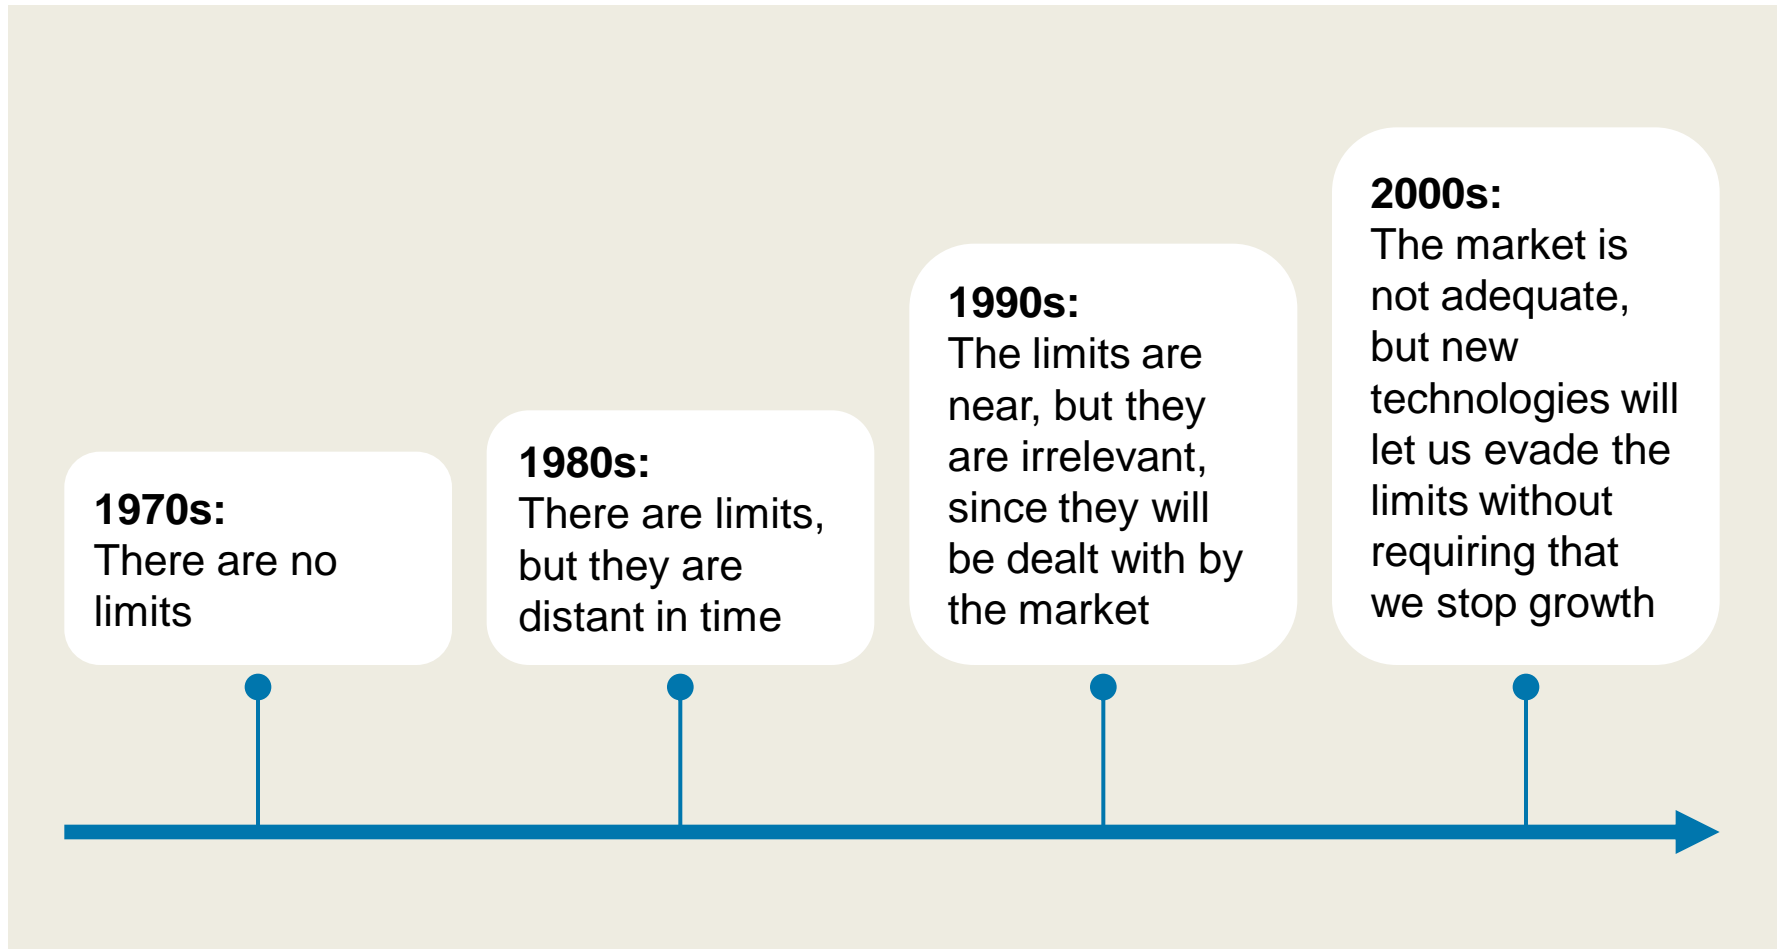 1970s:
There are no
limits
1980s:
There are limits,
but they are
distant in time
1990s:
The limits are
near, but they
are irrelevant,
since they will
be dealt with by
the market
2000s:
The market is
not adequate,
but new
technologies will
let us evade the
limits without
requiring that
we stop growth